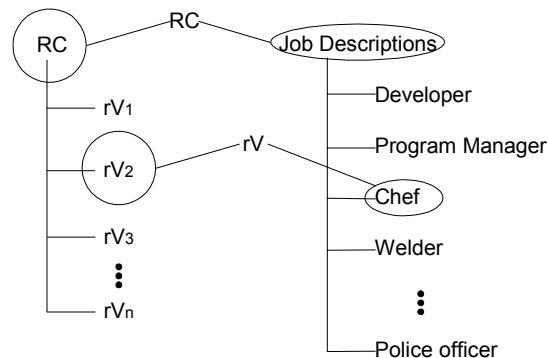 RC
RC
Job Descriptions
rV1
rV2
rV3
rVn
rV
Developer
Program Manager
Chef
Welder
Police officer